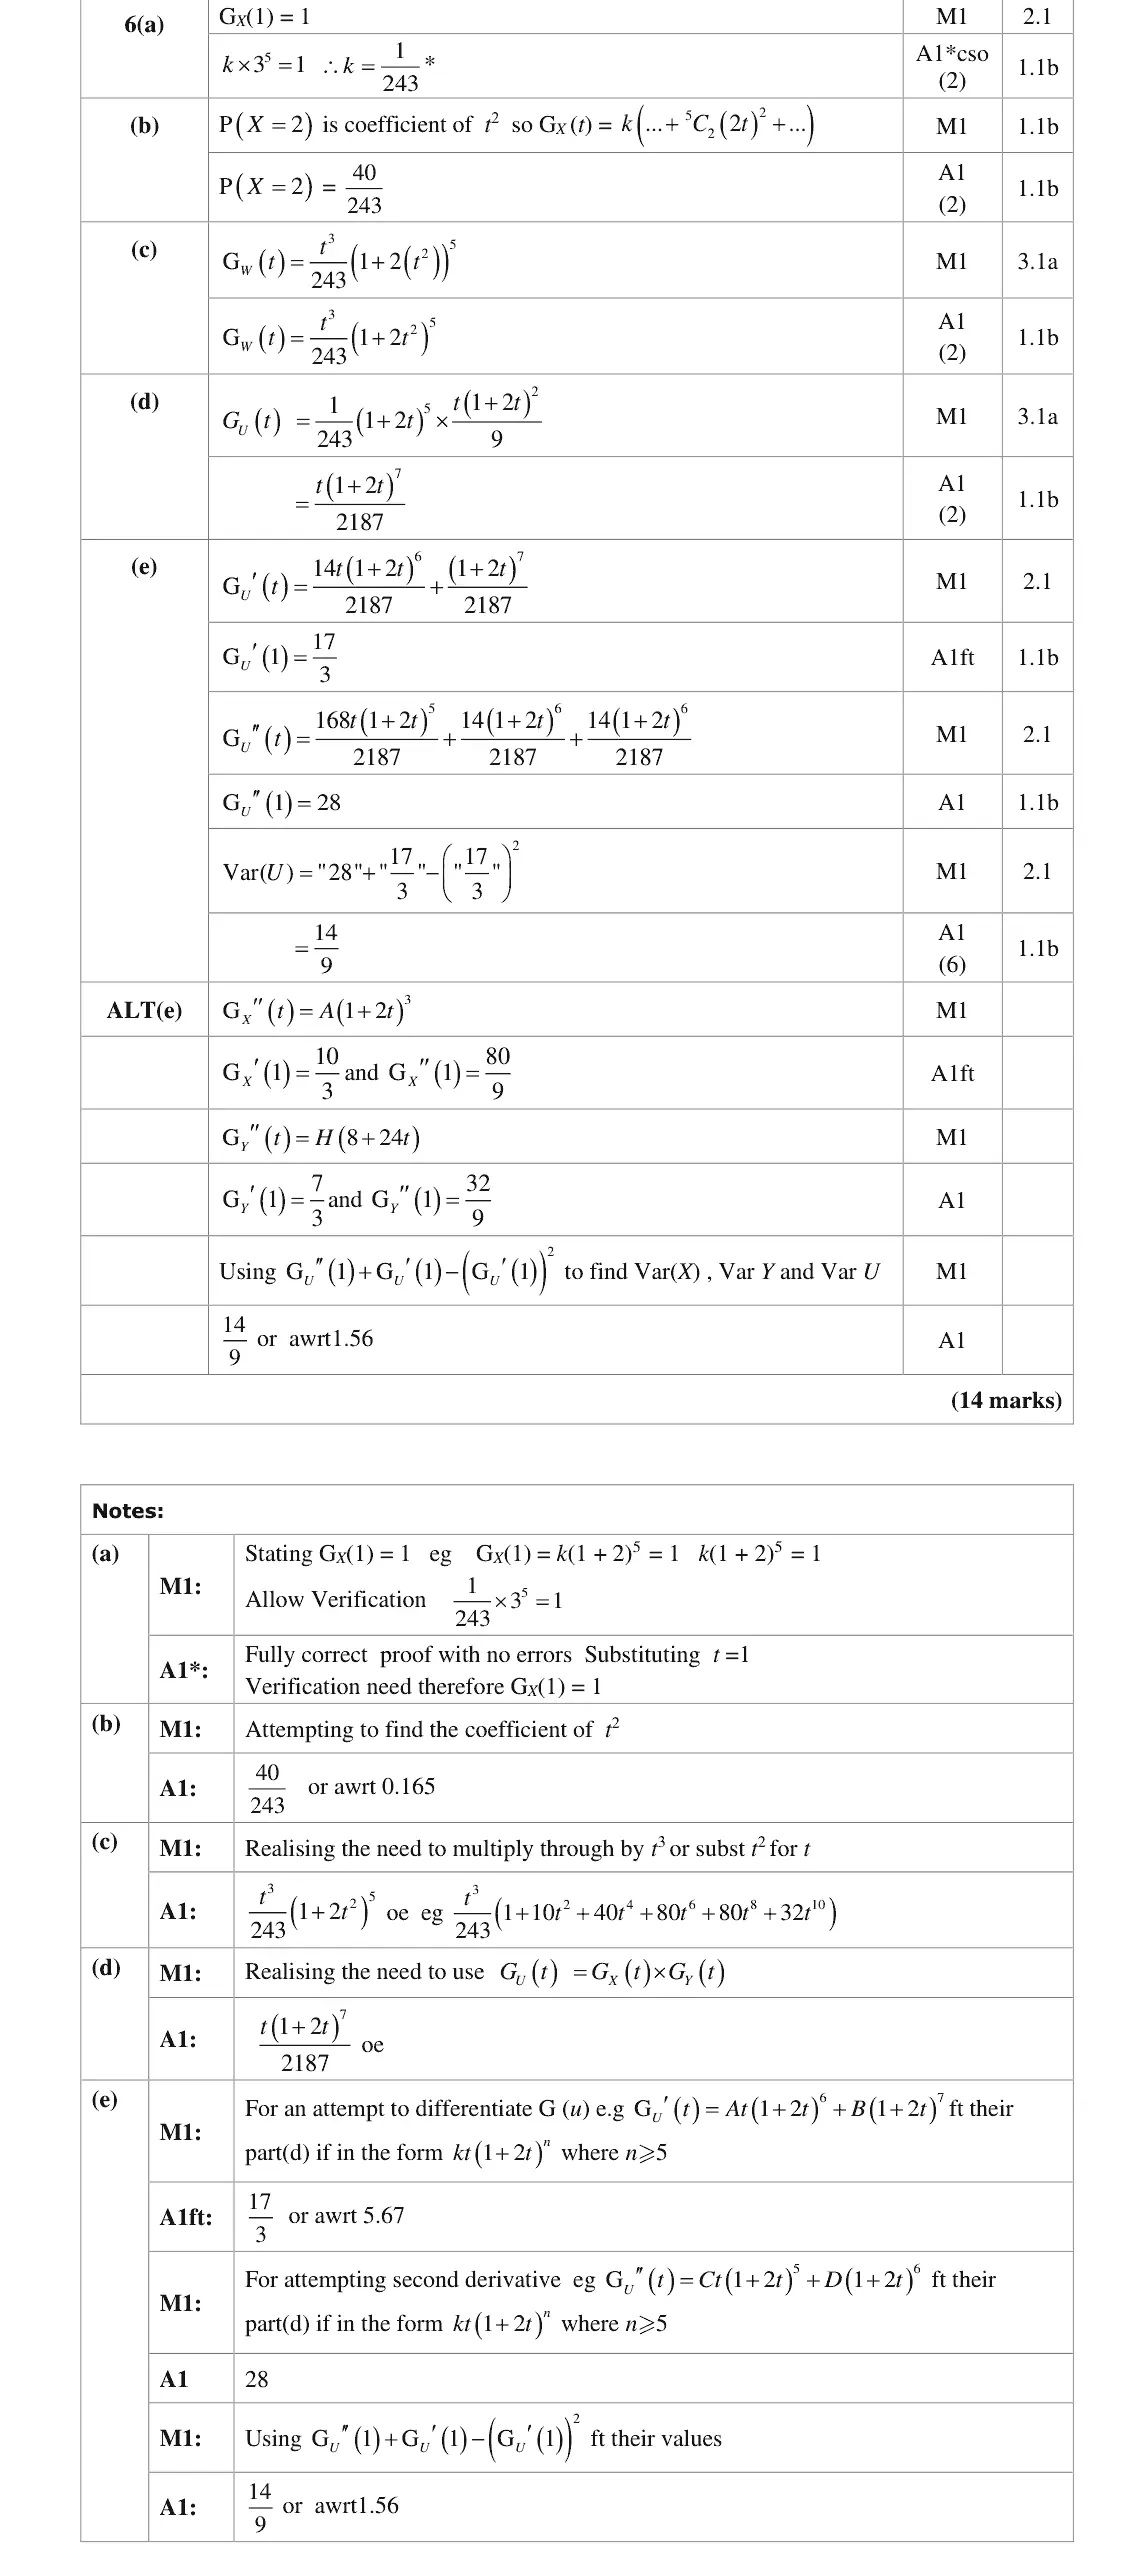 6(a) G_X(1) = 1 M1 2.1
k × 3⁵ = 1 ∴ k = 1/243 * A1*cso (2) 1.1b
(b) P(X = 2) is coefficient of t² so G_X(t) = k(...+ ⁵C₂(2t)² + ...) M1 1.1b
P(X = 2) = 40/243 A1 (2) 1.1b
(c) G_W(t) = t³/243 (1 + 2(t²))⁵ M1 3.1a
G_W(t) = t³/243 (1 + 2t²)⁵ A1 (2) 1.1b
(d) G_U(t) = 1/243 (1 + 2t)⁵ × t(1 + 2t)²/9 M1 3.1a
= t(1 + 2t)⁷/2187 A1 (2) 1.1b
(e) G_U′(t) = 14t(1 + 2t)⁶/2187 + (1 + 2t)⁷/2187 M1 2.1
G_U′(1) = 17/3 A1ft 1.1b
G_U″(t) = 168t(1 + 2t)⁵/2187 + 14(1 + 2t)⁶/2187 + 14(1 + 2t)⁶/2187 M1 2.1
G_U″(1) = 28 A1 1.1b
Var(U) = "28" + "17/3" − ("17/3")² M1 2.1
= 14/9 A1 (6) 1.1b
ALT(e) G_X″(t) = A(1 + 2t)³ M1
G_X′(1) = 10/3 and G_X″(1) = 80/9 A1ft
G_Y″(t) = H(8 + 24t) M1
G_Y′(1) = 7/3 and G_Y″(1) = 32/9 A1
Using G_U″(1) + G_U′(1) − (G_U′(1))² to find Var(X) , Var Y and Var U M1
14/9 or awrt1.56 A1
(14 marks)
Notes:
(a) M1: Stating G_X(1) = 1 eg G_X(1) = k(1 + 2)⁵ = 1 k(1 + 2)⁵ = 1
Allow Verification 1/243 × 3⁵ = 1
A1*: Fully correct proof with no errors Substituting t =1
Verification need therefore G_X(1) = 1
(b) M1: Attempting to find the coefficient of t²
A1: 40/243 or awrt 0.165
(c) M1: Realising the need to multiply through by t³ or subst t² for t
A1: t³/243 (1 + 2t²)⁵ oe eg t³/243 (1 + 10t² + 40t⁴ + 80t⁶ + 80t⁸ + 32t¹⁰)
(d) M1: Realising the need to use G_U(t) = G_X(t) × G_Y(t)
A1: t(1 + 2t)⁷/2187 oe
(e) M1: For an attempt to differentiate G (u) e.g G_U′(t) = At(1 + 2t)⁶ + B(1 + 2t)⁷ ft their
part(d) if in the form kt(1 + 2t)ⁿ where n⩾5
A1ft: 17/3 or awrt 5.67
M1: For attempting second derivative eg G_U″(t) = Ct(1 + 2t)⁵ + D(1 + 2t)⁶ ft their
part(d) if in the form kt(1 + 2t)ⁿ where n⩾5
A1 28
M1: Using G_U″(1) + G_U′(1) − (G_U′(1))² ft their values
A1: 14/9 or awrt1.56